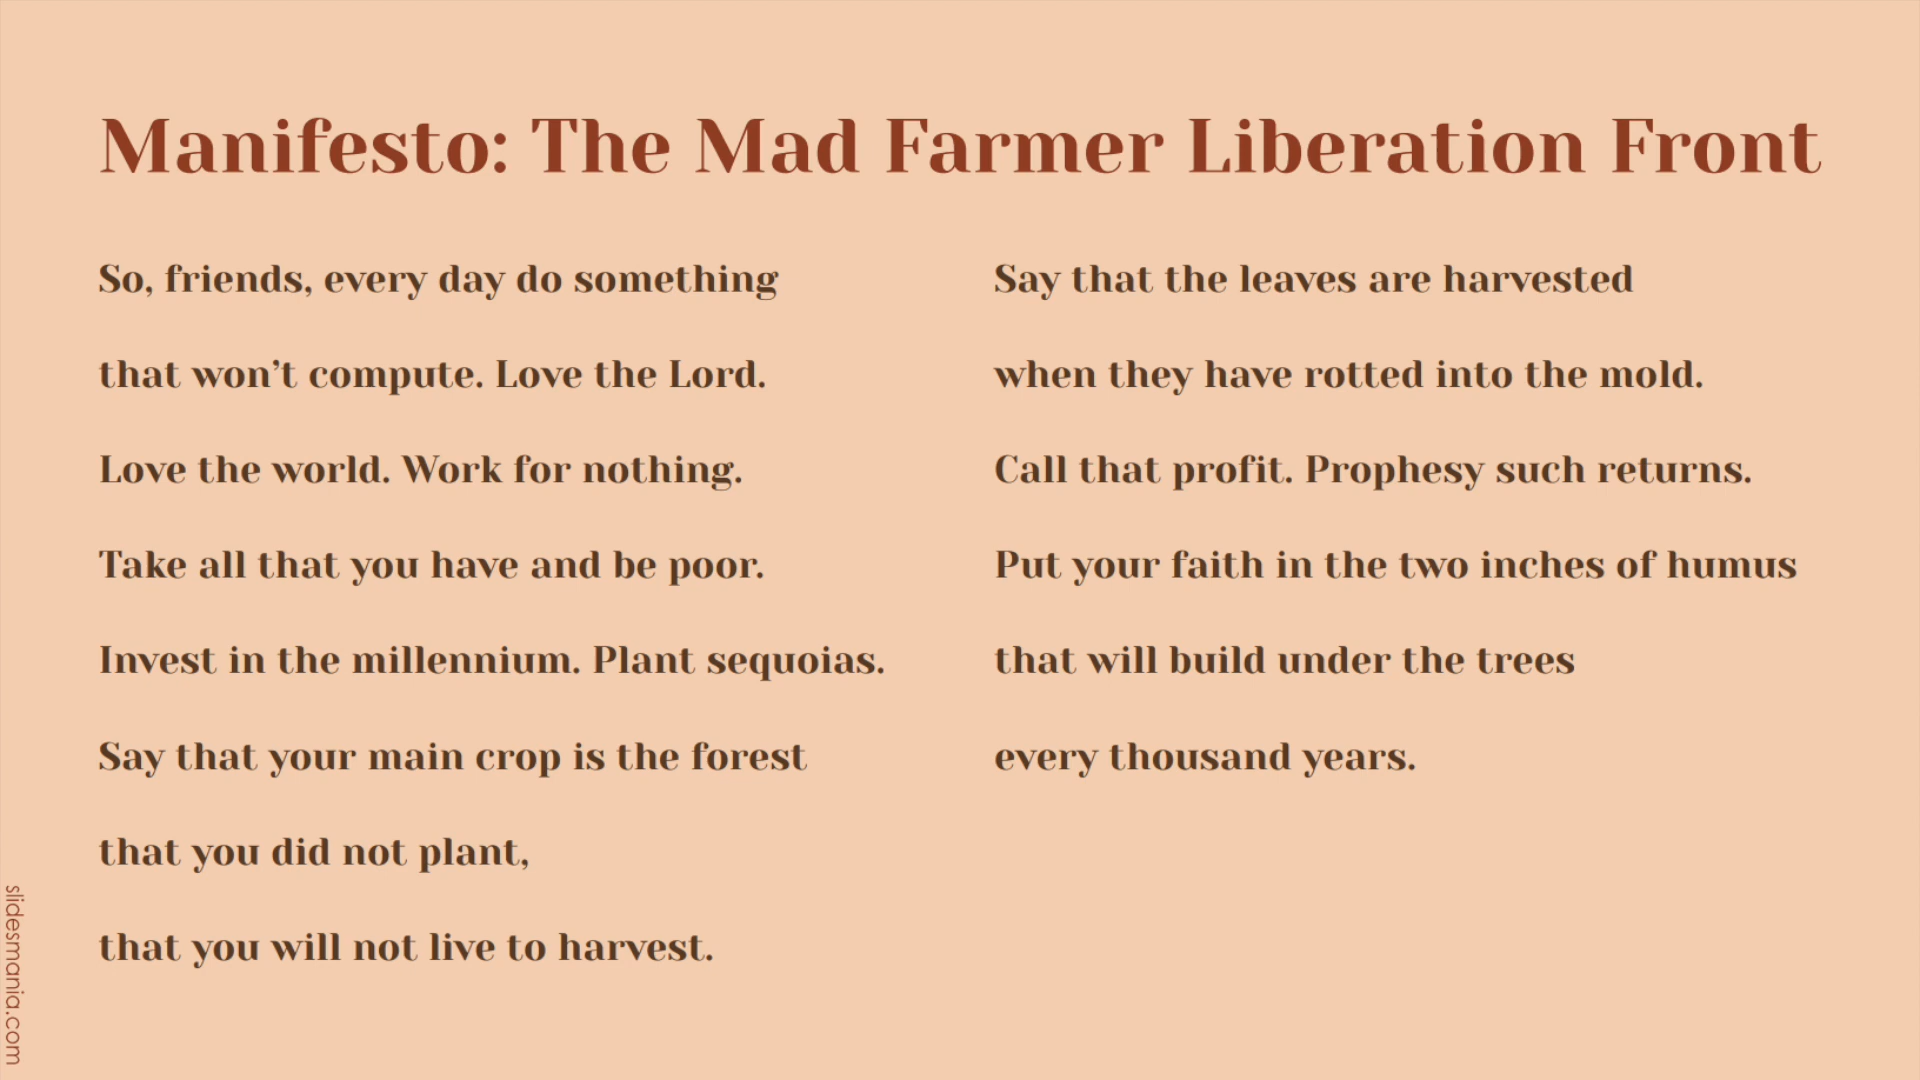 Manifesto: The Mad Farmer Liberation Front
So, friends, every day do something
that won’t compute. Love the Lord.
Love the world. Work for nothing.
Take all that you have and be poor.
Invest in the millennium. Plant sequoias.
Say that your main crop is the forest
that you did not plant,
that you will not live to harvest.
Say that the leaves are harvested
when they have rotted into the mold.
Call that profit. Prophesy such returns.
Put your faith in the two inches of humus
that will build under the trees
every thousand years.
slidesmania.com